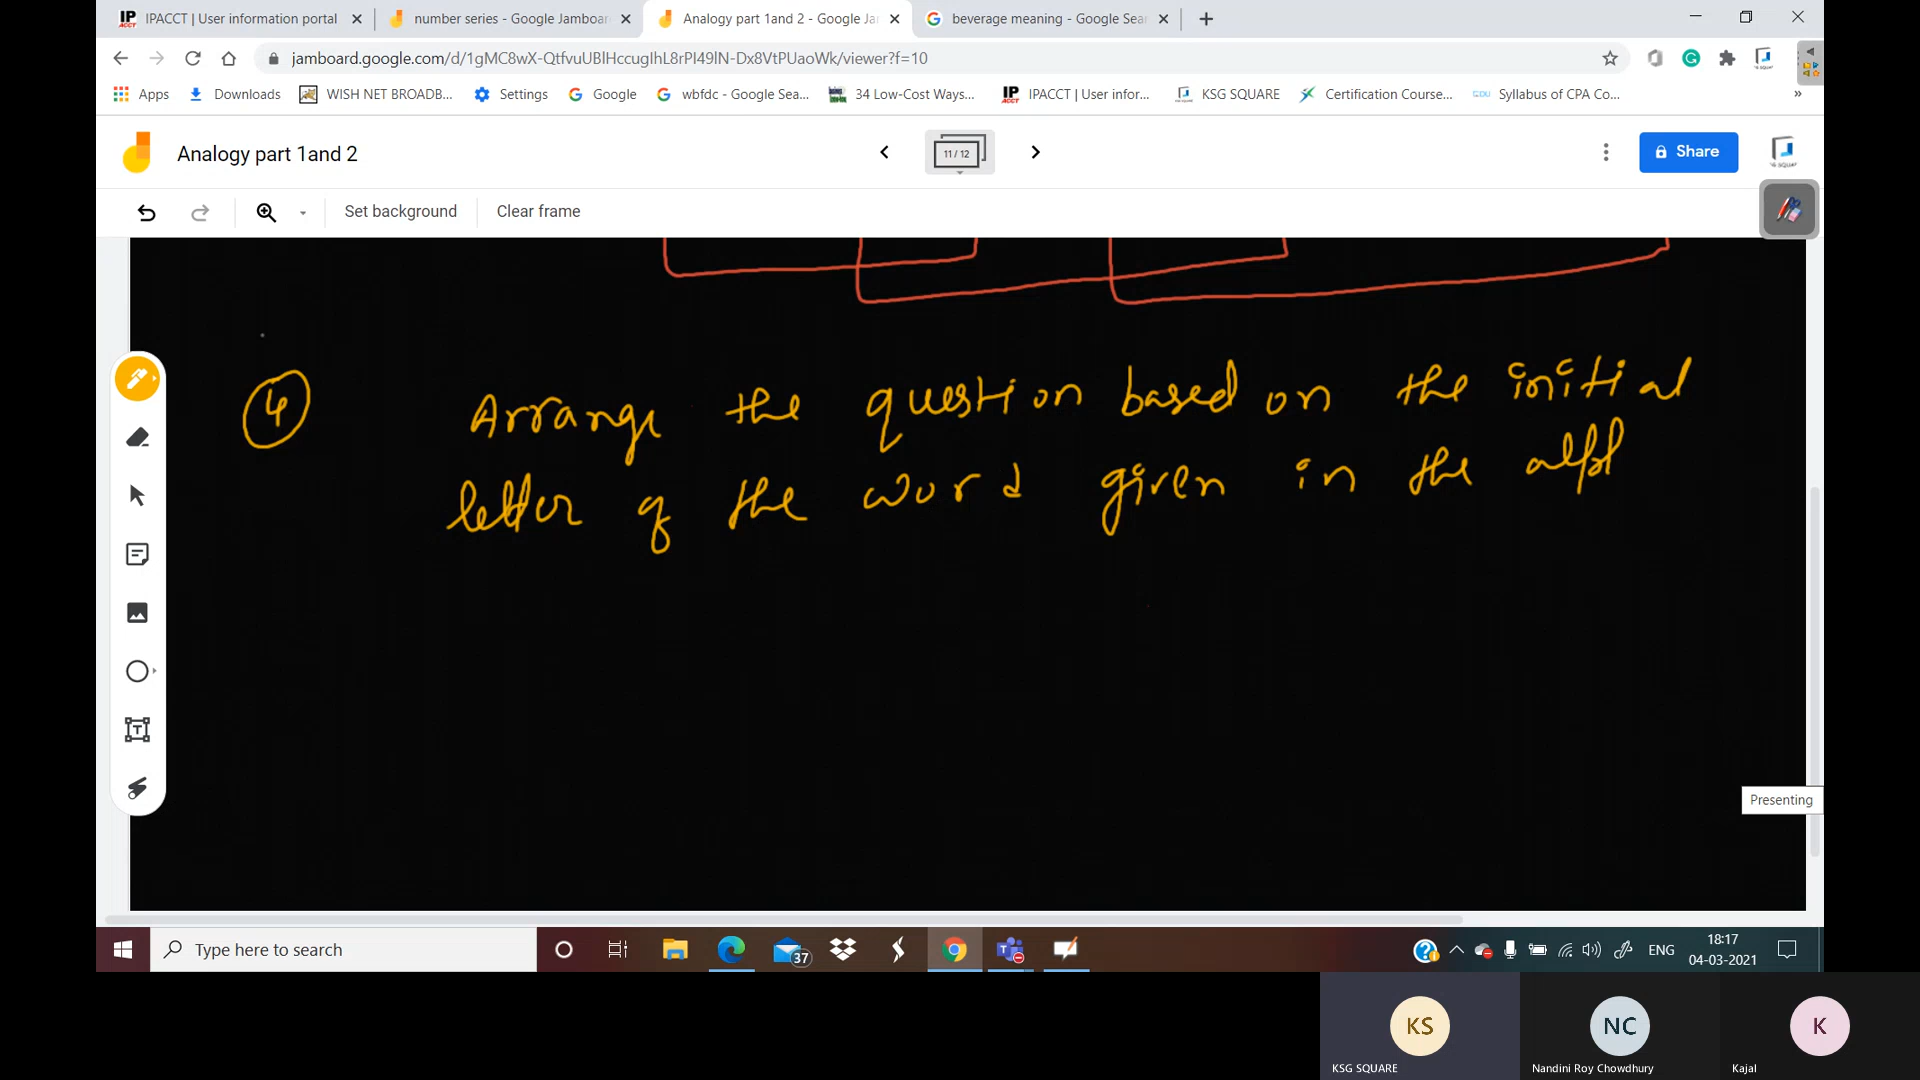 IPACCT | User information portal
number series - Google Jamboar
Analogy part 1and 2 - Google Ja
beverage meaning - Google Sea
jamboard.google.com/d/1gMC8wX-QtfvuUBlHccugIhL8rPI49lN-Dx8VtPUaoWk/viewer?f=10
Apps
Downloads
WISH NET BROADB...
Settings
Google
wbfdc - Google Sea...
34 Low-Cost Ways...
IPACCT | User infor...
KSG SQUARE
Certification Course...
Syllabus of CPA Co...
Analogy part 1and 2
11 / 12
Share
Set background
Clear frame
4 Arrange the question based on the initial
letter of the word given in the alph
Presenting
Type here to search
37
ENG
18:17
04-03-2021
KS
NC
K
KSG SQUARE
Nandini Roy Chowdhury
Kajal